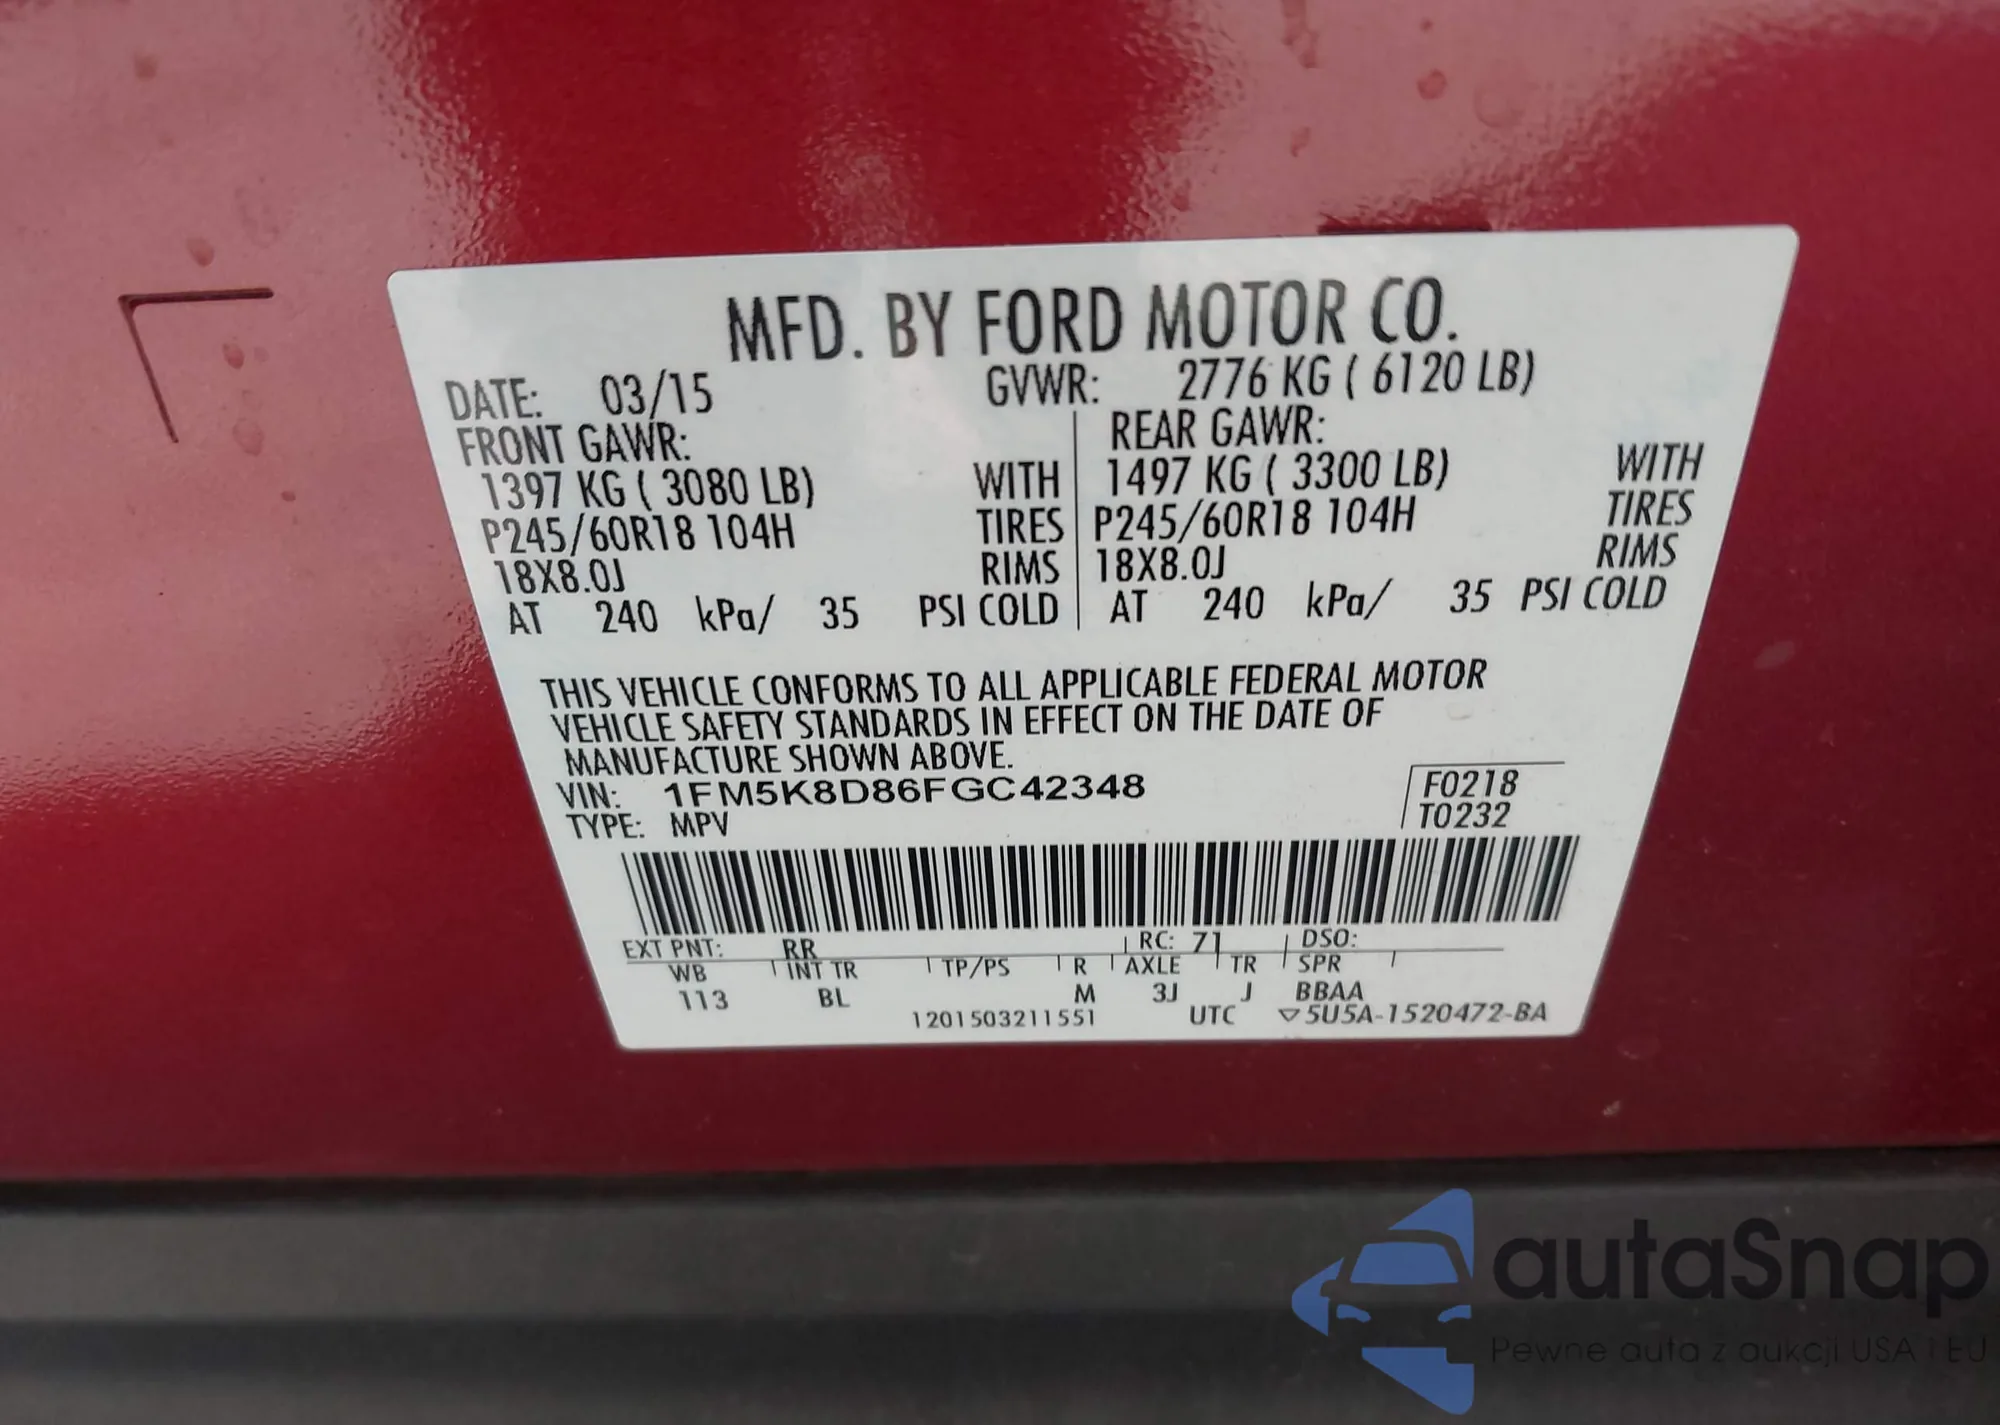 MFD. BY FORD MOTOR CO.
DATE: 03/15 GVWR: 2776 KG ( 6120 LB)
FRONT GAWR: REAR GAWR:
1397 KG ( 3080 LB) WITH 1497 KG ( 3300 LB) WITH
P245/60R18 104H TIRES P245/60R18 104H TIRES
18X8.0J RIMS 18X8.0J RIMS
AT 240 kPa/ 35 PSI COLD AT 240 kPa/ 35 PSI COLD
THIS VEHICLE CONFORMS TO ALL APPLICABLE FEDERAL MOTOR
VEHICLE SAFETY STANDARDS IN EFFECT ON THE DATE OF
MANUFACTURE SHOWN ABOVE.
VIN: 1FM5K8D86FGC42348 F0218
TYPE: MPV T0232
EXT PNT: RR RC: 71 DSO:
WB INT TR TP/PS R AXLE TR SPR
113 BL M 3J J BBAA
1201503211551 UTC ▽5U5A-1520472-BA
autaSnap
Pewne auta z aukcji USA i EU